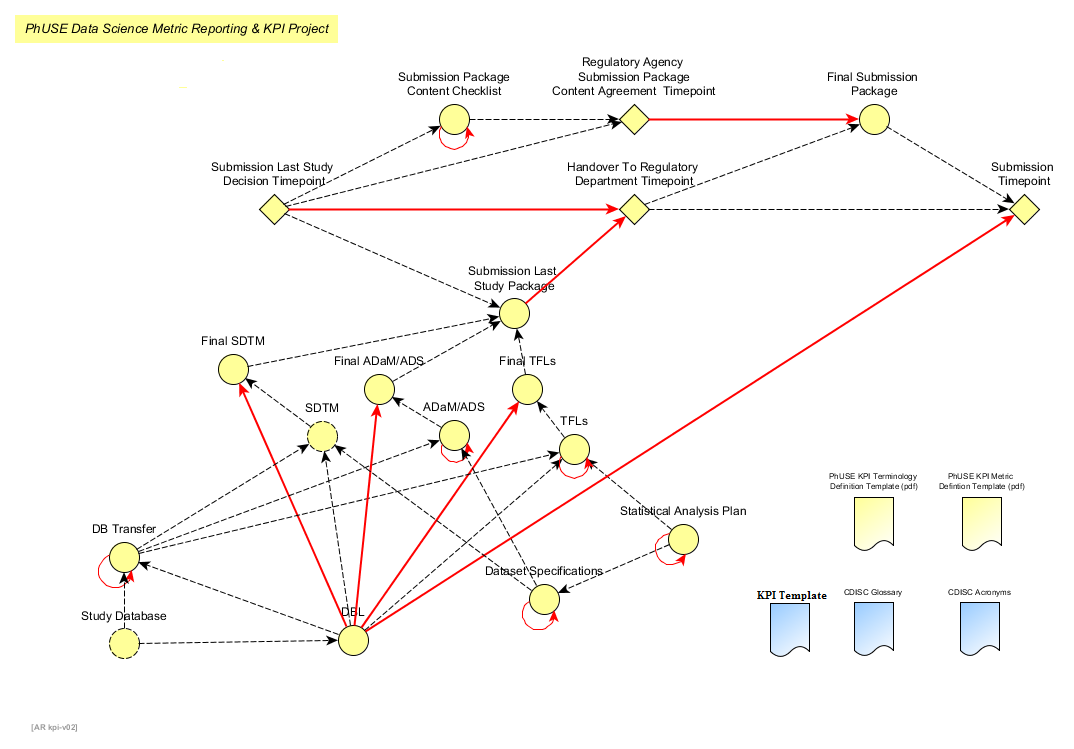 PhUSE Data Science Metric Reporting & KPI Project
Submission Package
Content Checklist
Regulatory Agency
Submission Package
Content Agreement Timepoint
Final Submission
Package
Submission Last Study
Decision Timepoint
Handover To Regulatory
Department Timepoint
Submission
Timepoint
Submission Last
Study Package
Final SDTM
Final ADaM/ADS
Final TFLs
SDTM
ADaM/ADS
TFLs
PhUSE KPI Terminology
Definition Template (pdf)
PhUSE KPI Metric
Defintion Template (pdf)
Statistical Analysis Plan
DB Transfer
Dataset Specifications
KPI Template
CDISC Glossary
CDISC Acronyms
Study Database
DBL
[AR kpi-v02]